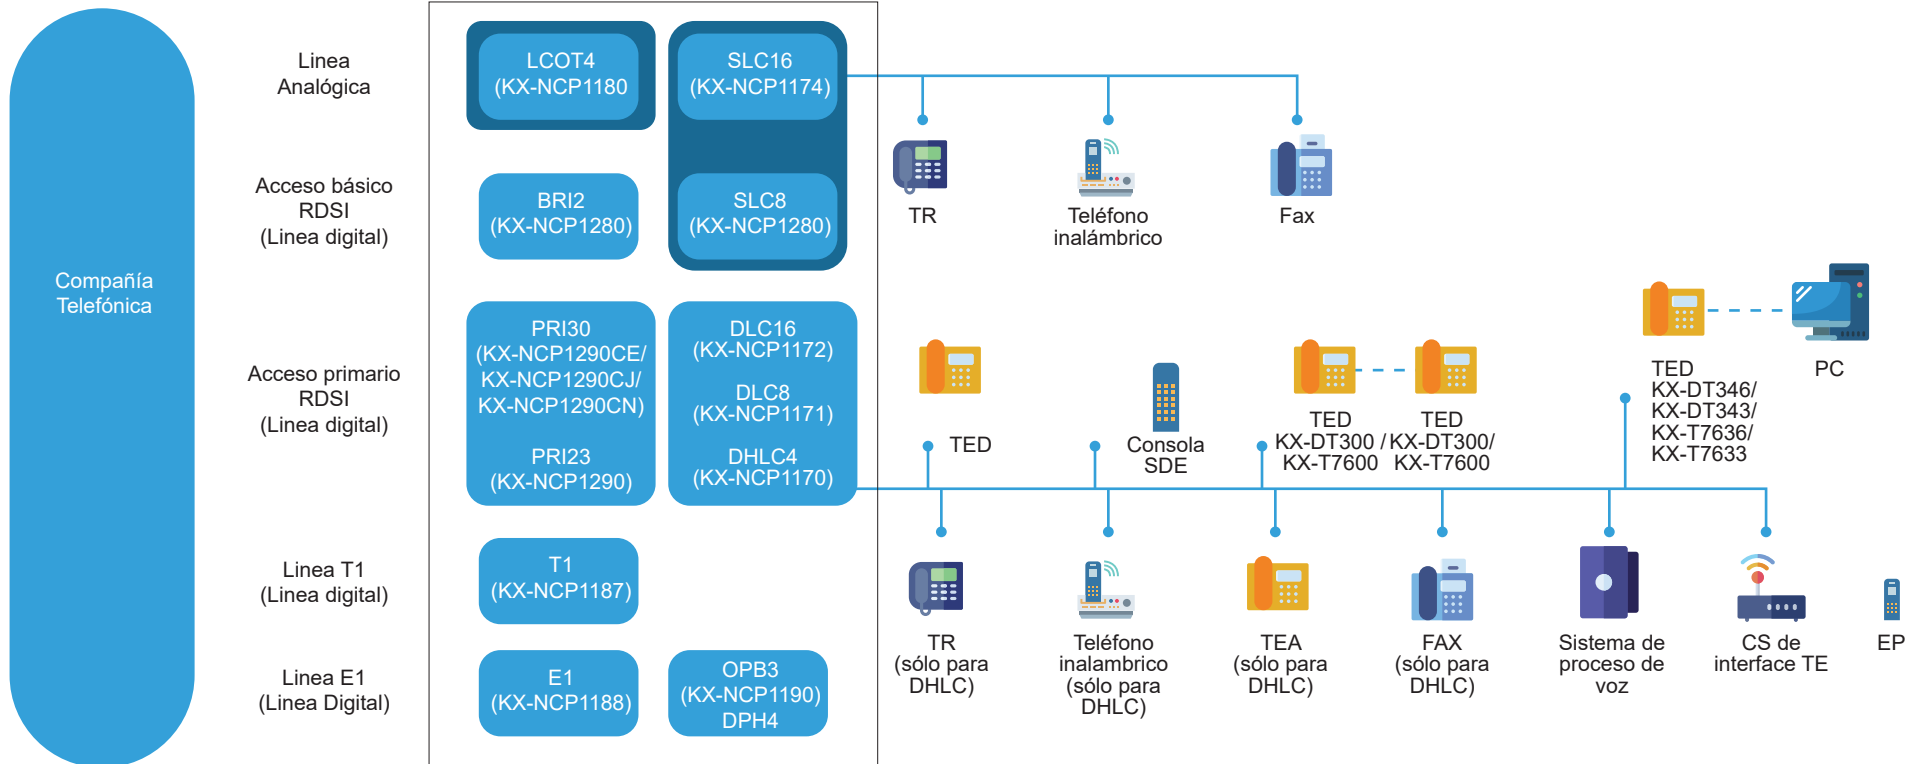 Compañía
Telefónica
Linea
Analógica
Acceso básico
RDSI
(Linea digital)
Acceso primario
RDSI
(Linea digital)
Linea T1
(Linea digital)
Linea E1
(Linea Digital)
LCOT4
(KX-NCP1180
SLC16
(KX-NCP1174)
BRI2
(KX-NCP1280)
SLC8
(KX-NCP1280)
PRI30
(KX-NCP1290CE/
KX-NCP1290CJ/
KX-NCP1290CN)
PRI23
(KX-NCP1290)
DLC16
(KX-NCP1172)
DLC8
(KX-NCP1171)
DHLC4
(KX-NCP1170)
T1
(KX-NCP1187)
E1
(KX-NCP1188)
OPB3
(KX-NCP1190)
DPH4
TR
Teléfono
inalámbrico
Fax
TED
Consola
SDE
TED
KX-DT300 /
KX-T7600
TED
KX-DT300/
KX-T7600
TED
KX-DT346/
KX-DT343/
KX-T7636/
KX-T7633
PC
TR
(sólo para
DHLC)
Teléfono
inalambrico
(sólo para
DHLC)
TEA
(sólo para
DHLC)
FAX
(sólo para
DHLC)
Sistema de
proceso de
voz
CS de
interface TE
EP